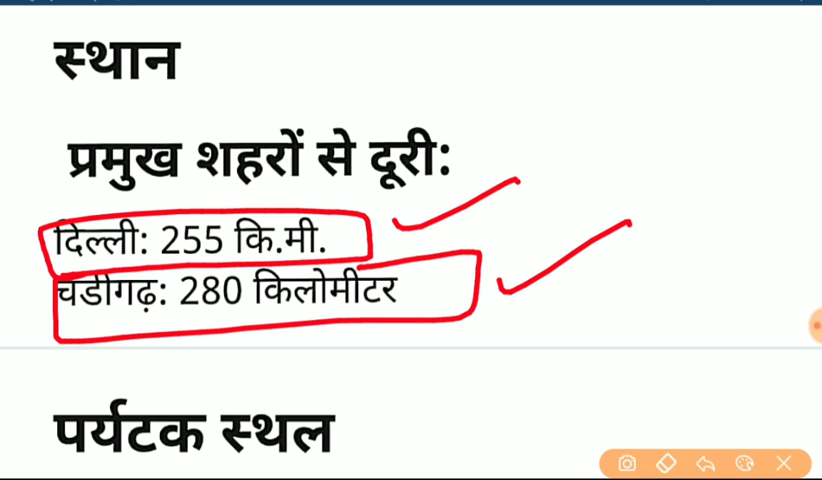 स्थान
प्रमुख शहरों से दूरी:
दिल्ली: 255 कि.मी.
चंडीगढ़: 280 किलोमीटर
पर्यटक स्थल